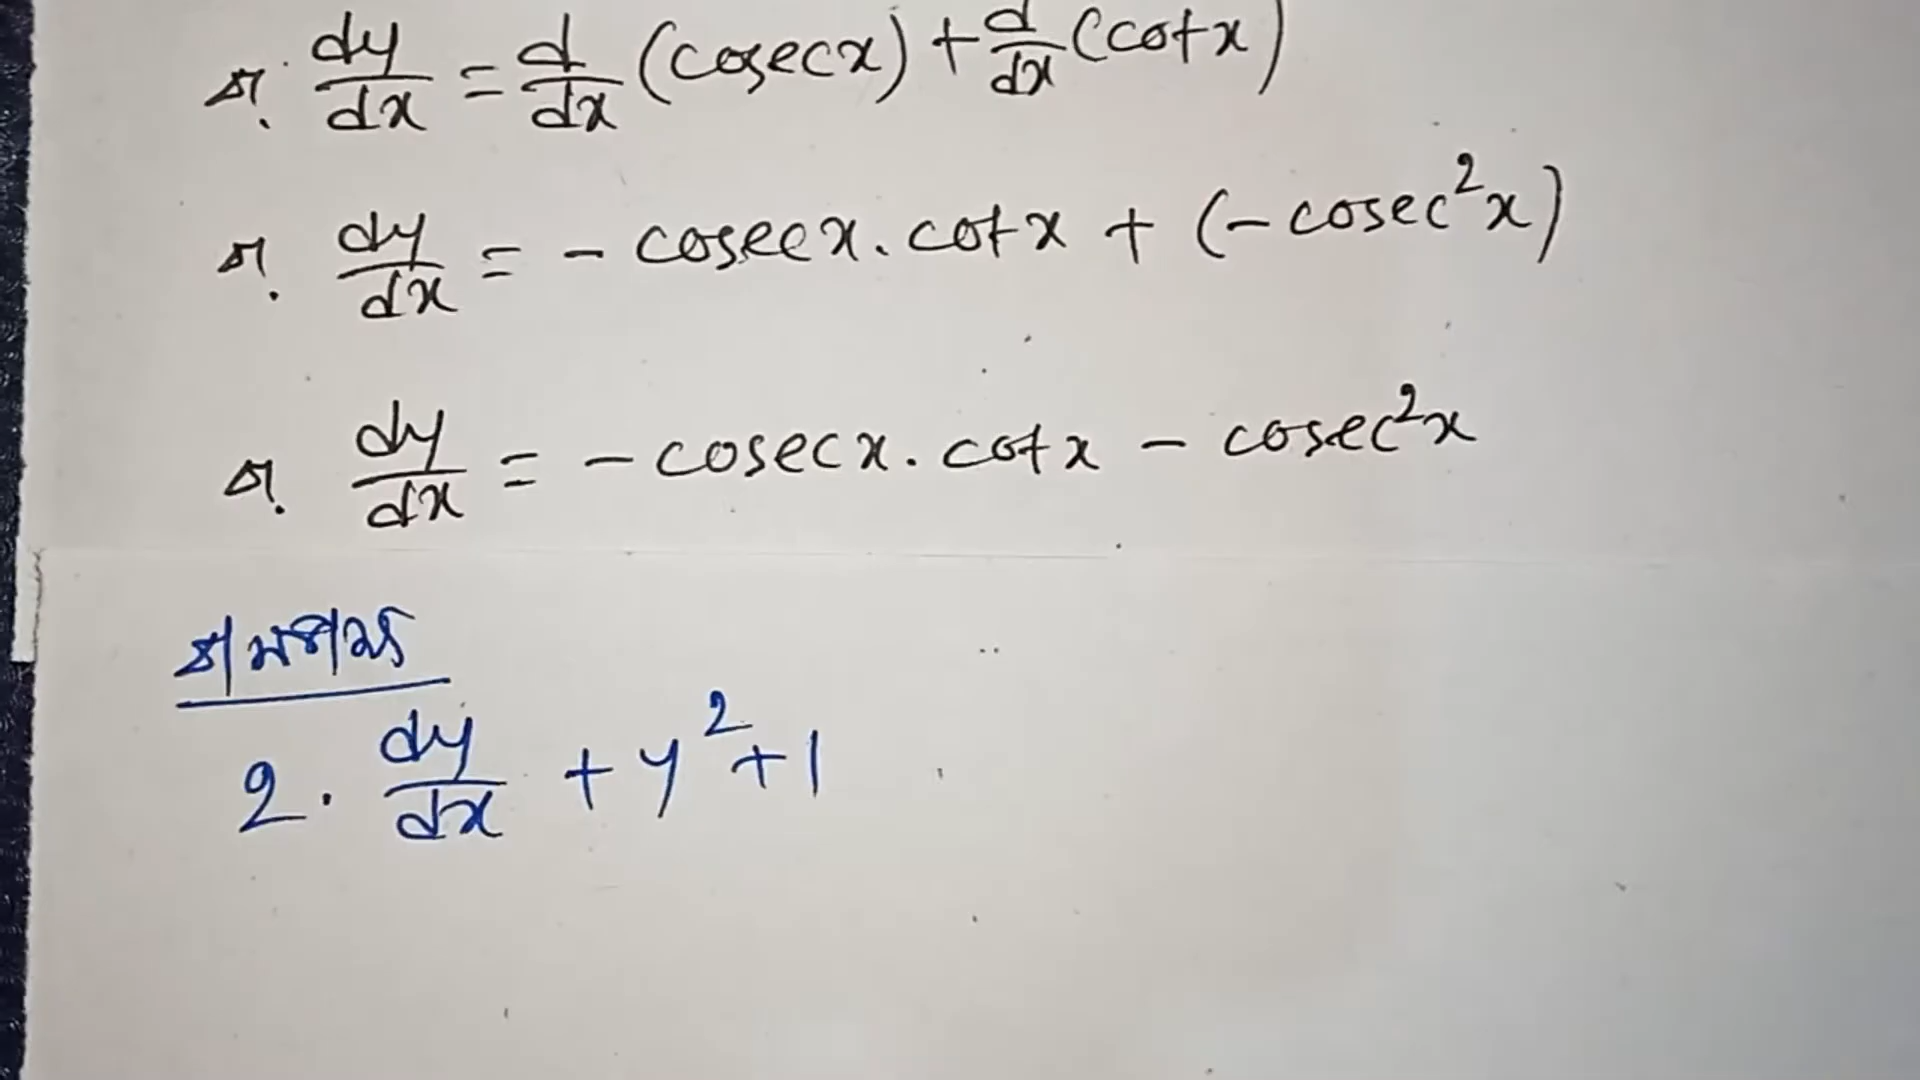 বা, dy/dx = d/dx (cosecx) + d/dx (cotx)
বা, dy/dx = - cosecx. cotx + (- cosec²x)
বা, dy/dx = - cosecx. cotx - cosec²x
বামপক্ষ
2. dy/dx + y² + 1